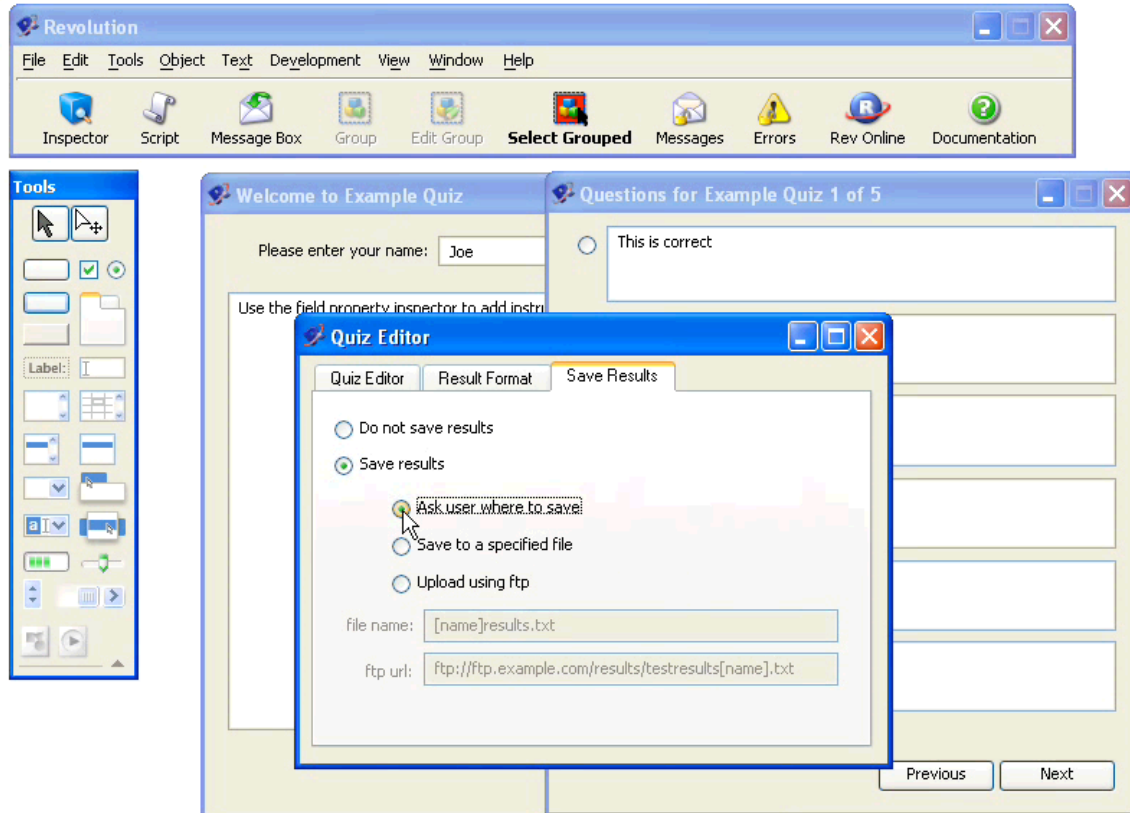 Revolution
File Edit Tools Object Text Development View Window Help
Inspector Script Message Box Group Edit Group Select Grouped Messages Errors Rev Online Documentation
Tools
Label:
a
Welcome to Example Quiz
Please enter your name: Joe
Use the field property inspector to add instr
Questions for Example Quiz 1 of 5
This is correct
Quiz Editor
Quiz Editor Result Format Save Results
Do not save results
Save results
Ask user where to save
Save to a specified file
Upload using ftp
file name: [name]results.txt
ftp url: ftp://ftp.example.com/results/testresults[name].txt
Previous Next